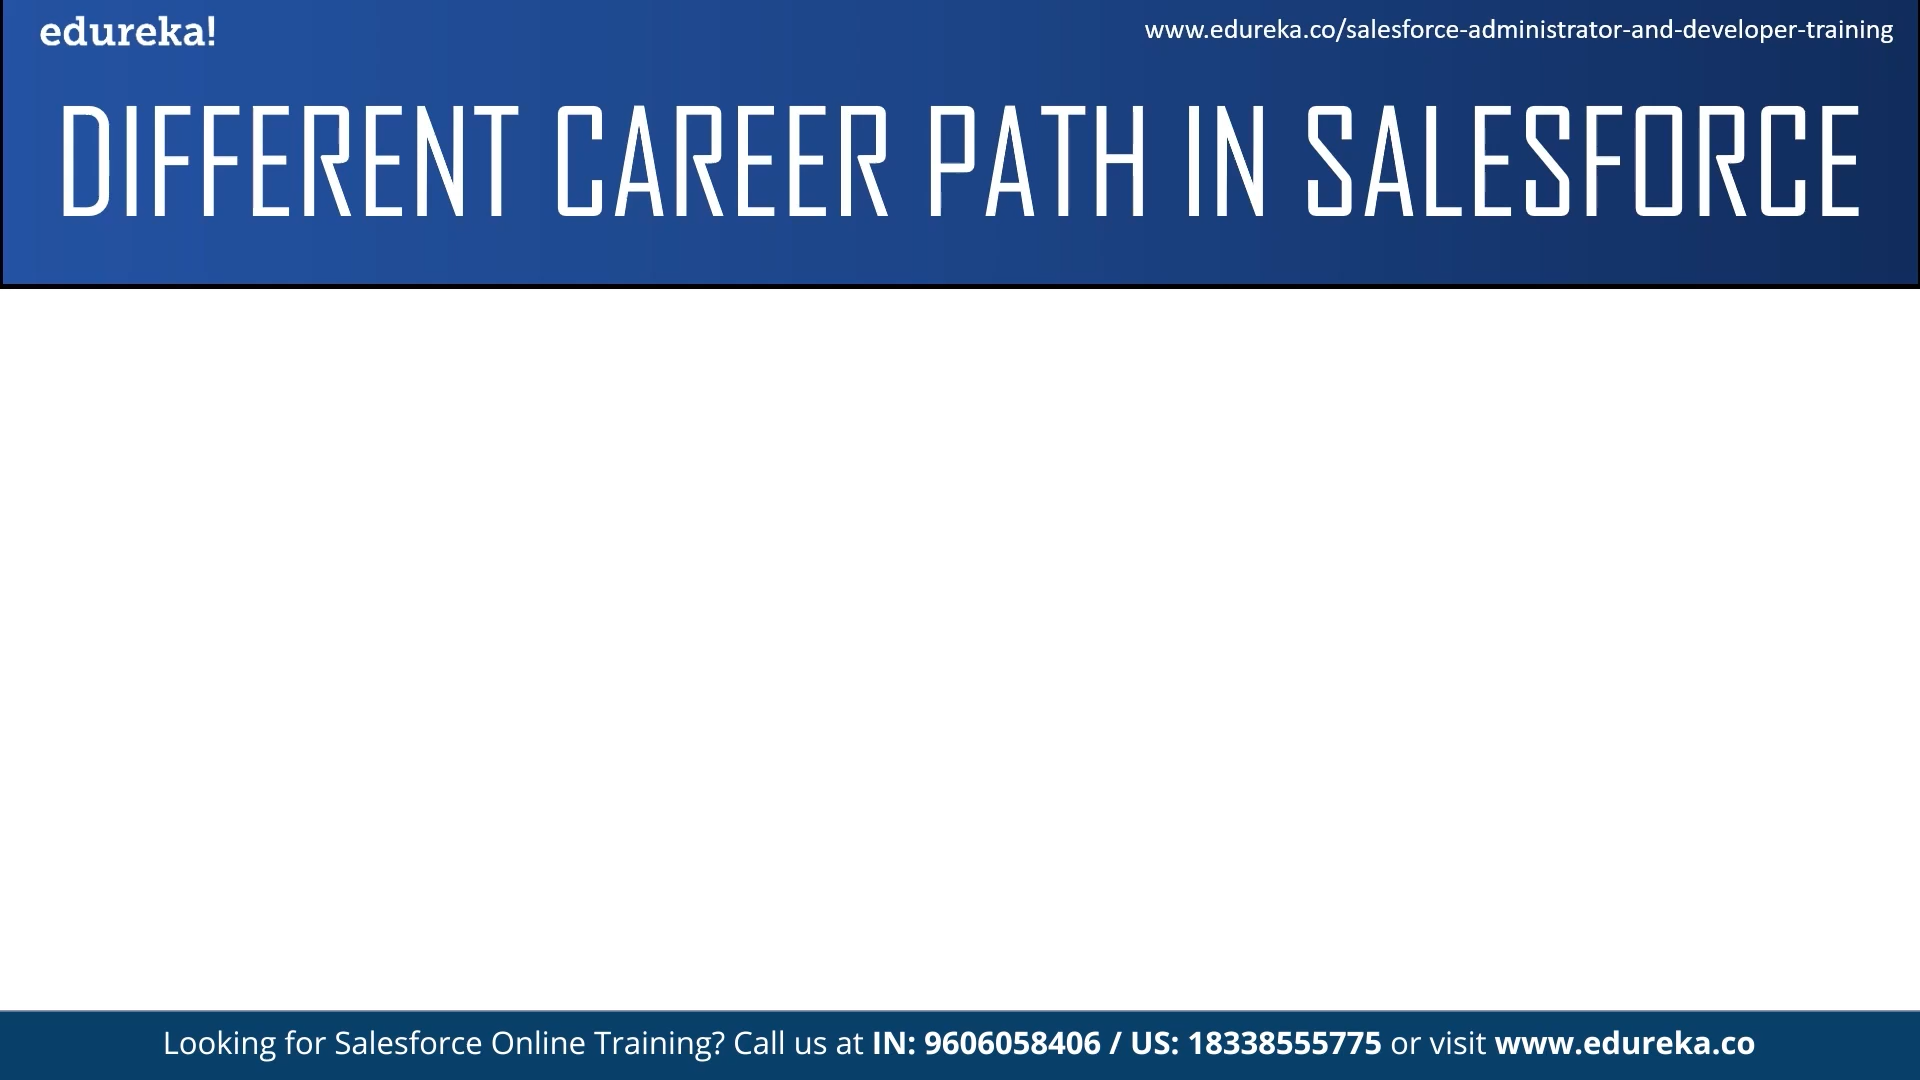 edureka!
www.edureka.co/salesforce-administrator-and-developer-training
DIFFERENT CAREER PATH IN SALESFORCE
Looking for Salesforce Online Training? Call us at IN: 9606058406 / US: 18338555775 or visit www.edureka.co